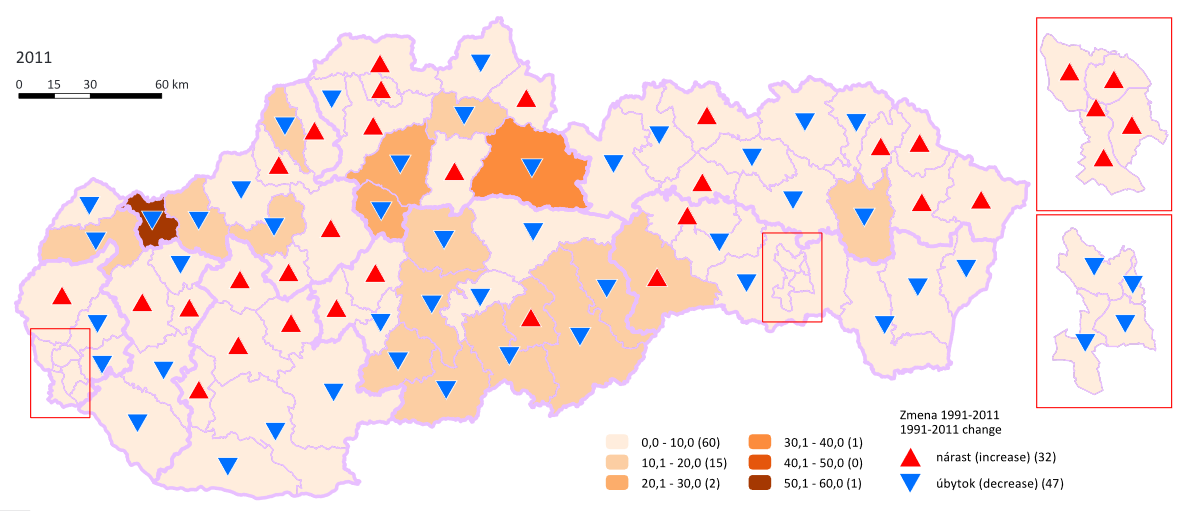 2011
0 15 30 60 km
Zmena 1991-2011
1991-2011 change
nárast (increase) (32)
úbytok (decrease) (47)
0,0 - 10,0 (60)
10,1 - 20,0 (15)
20,1 - 30,0 (2)
30,1 - 40,0 (1)
40,1 - 50,0 (0)
50,1 - 60,0 (1)